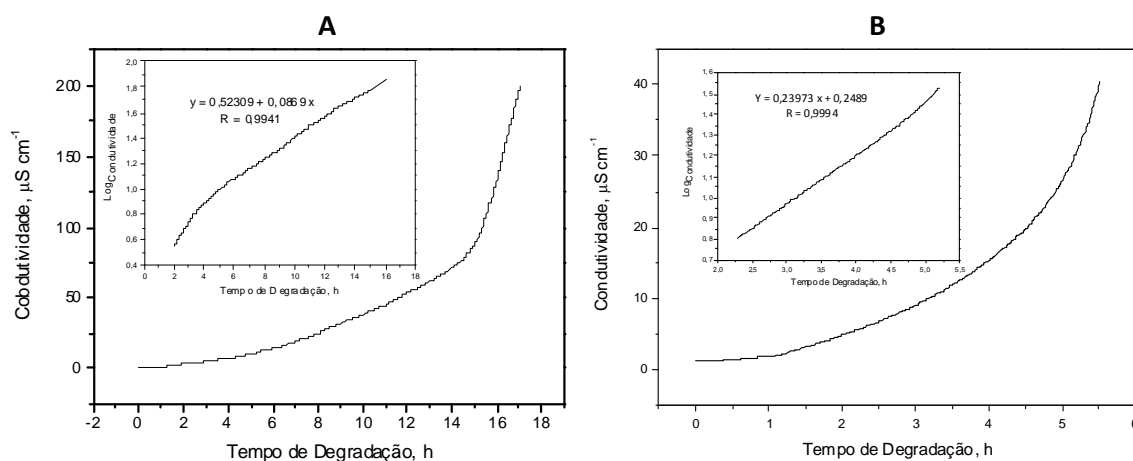 A
Cobdutividade, µS cm⁻¹
200
150
100
50
0
-2 0 2 4 6 8 10 12 14 16 18
Tempo de Degradação, h
Log Condutividade
2,0
1,8
1,6
1,4
1,2
1,0
0,8
0,6
0,4
0 2 4 6 8 10 12 14 16 18
Tempo de Degradação, h
y = 0,52309 + 0,0869 x
R = 0,9941
B
Condutividade, µS cm⁻¹
40
30
20
10
0
0 1 2 3 4 5 6
Tempo de Degradação, h
Log Condutividade
1,6
1,5
1,4
1,3
1,2
1,1
1,0
0,9
0,8
0,7
2,0 2,5 3,0 3,5 4,0 4,5 5,0 5,5
Tempo de Degradação, h
Y = 0,23973 x + 0,2489
R = 0,9994